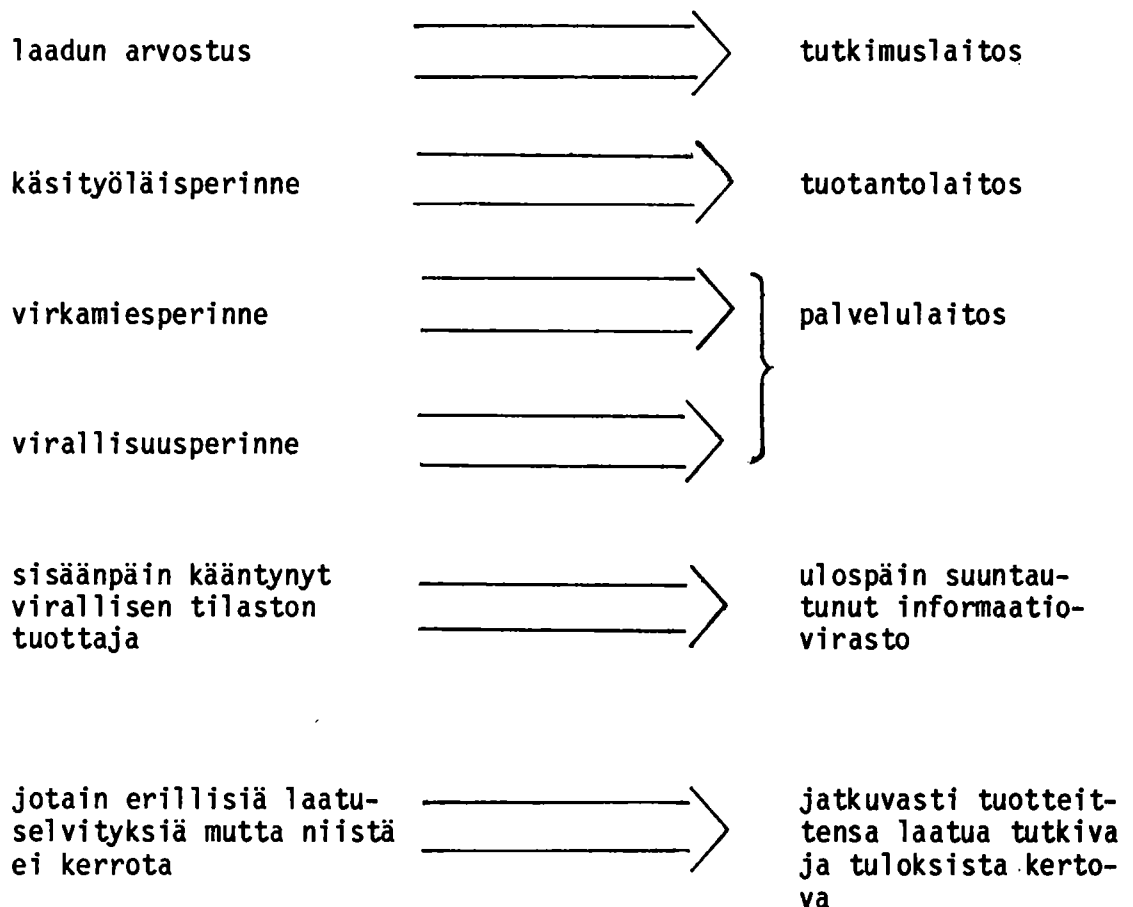 laadun arvostus
tutkimuslaitos
käsityöläisperinne
tuotantolaitos
virkamiesperinne
palvelulaitos
virallisuusperinne
sisäänpäin kääntynyt
virallisen tilaston
tuottaja
ulospäin suuntau-
tunut informaatio-
virasto
jotain erillisiä laatu-
selvityksiä mutta niistä
ei kerrota
jatkuvasti tuotteit-
tensa laatua tutkiva
ja tuloksista kerto-
va